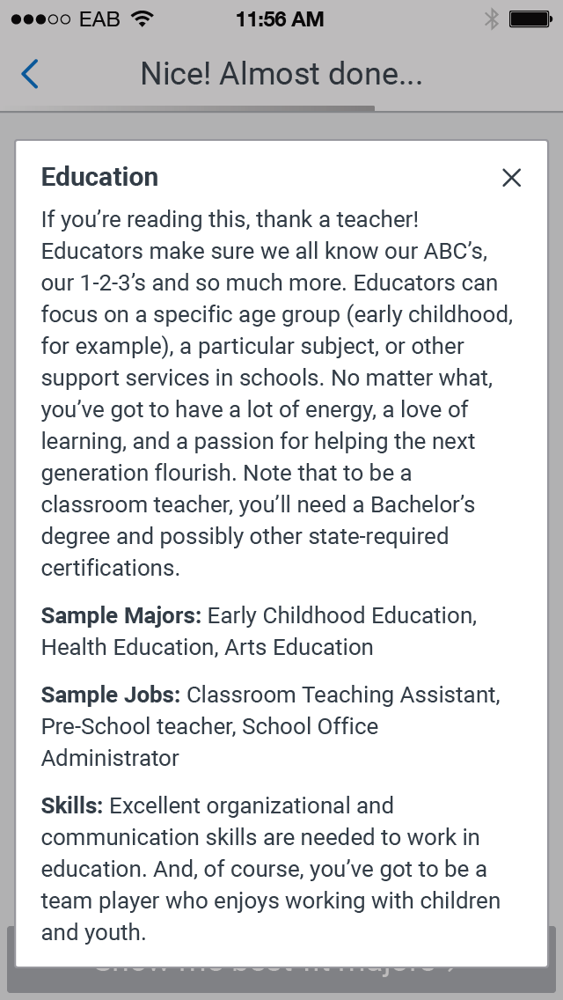 EAB
11:56 AM
Nice! Almost done...
Education
If you’re reading this, thank a teacher!
Educators make sure we all know our ABC’s,
our 1-2-3’s and so much more. Educators can
focus on a specific age group (early childhood,
for example), a particular subject, or other
support services in schools. No matter what,
you’ve got to have a lot of energy, a love of
learning, and a passion for helping the next
generation flourish. Note that to be a
classroom teacher, you’ll need a Bachelor’s
degree and possibly other state-required
certifications.
Sample Majors: Early Childhood Education,
Health Education, Arts Education
Sample Jobs: Classroom Teaching Assistant,
Pre-School teacher, School Office
Administrator
Skills: Excellent organizational and
communication skills are needed to work in
education. And, of course, you’ve got to be a
team player who enjoys working with children
and youth.